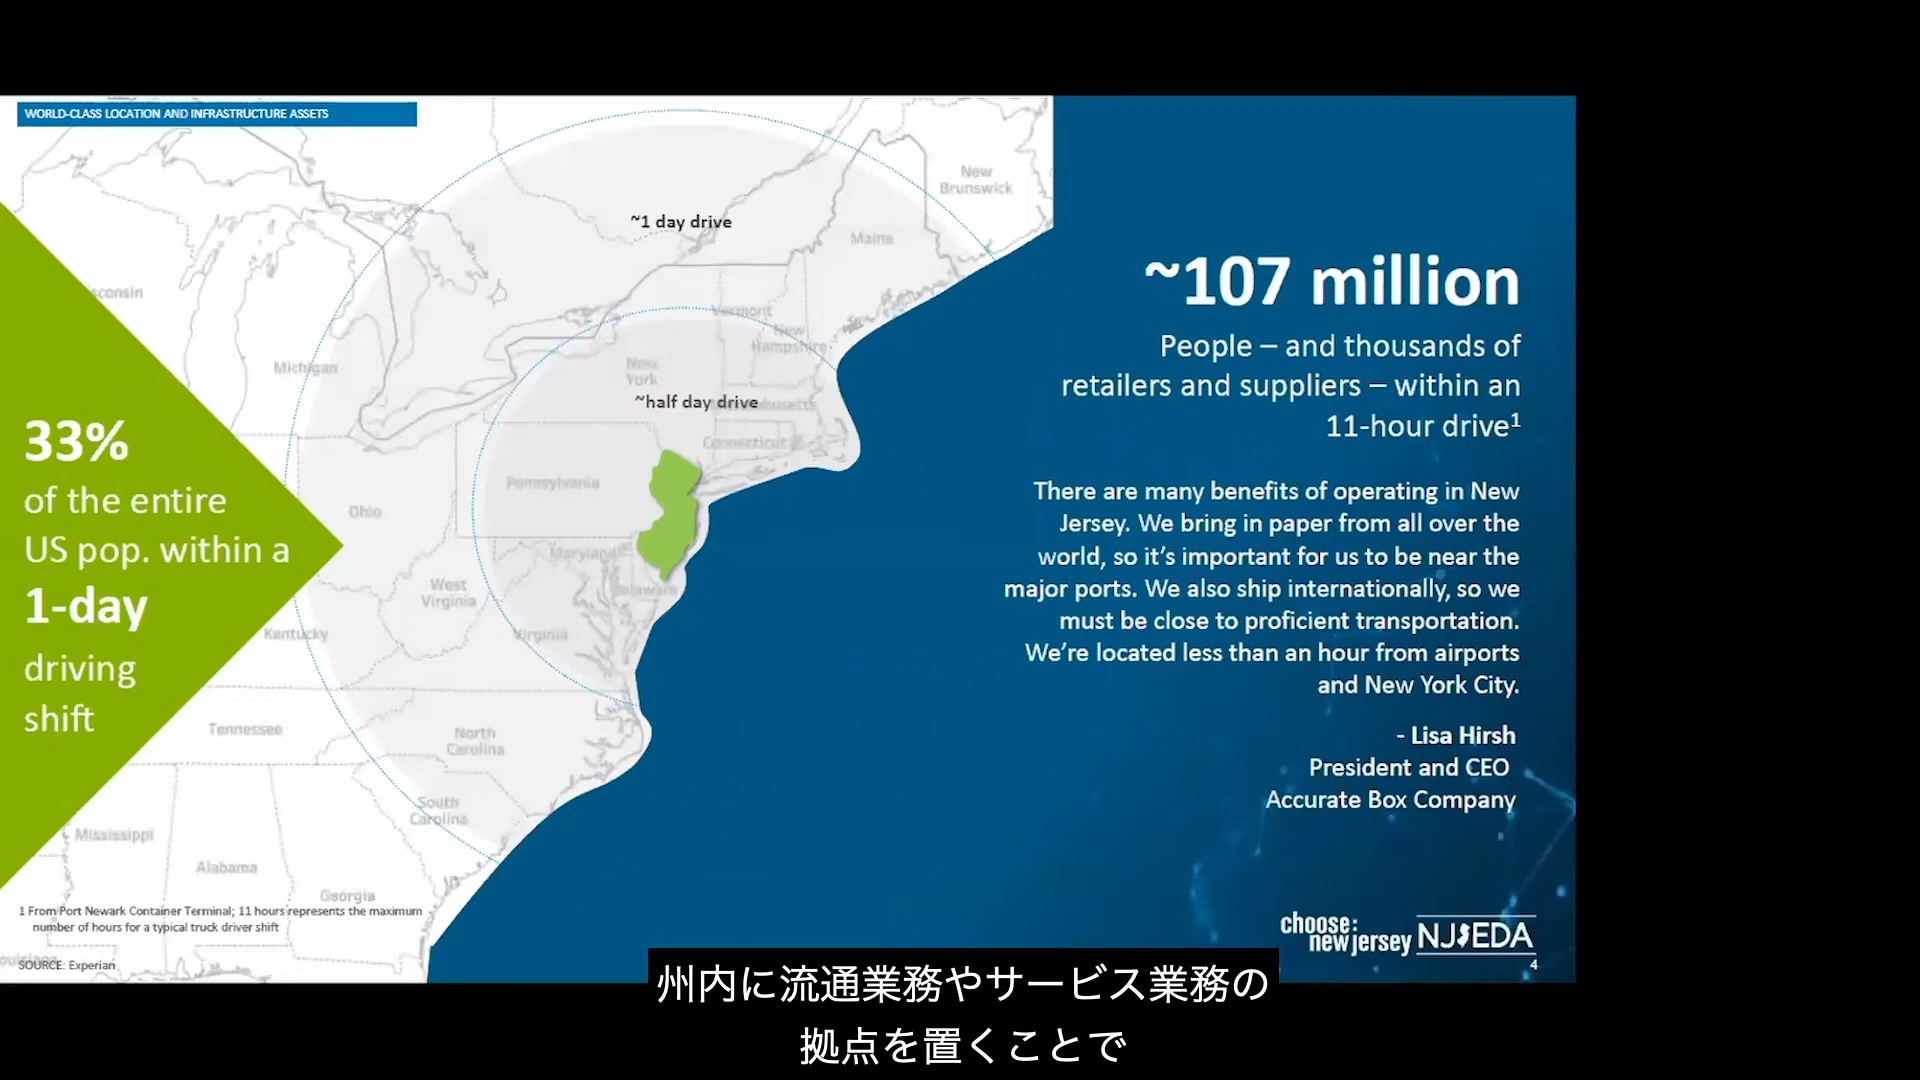 WORLD-CLASS LOCATION AND INFRASTRUCTURE ASSETS
New
Brunswick
~1 day drive
Maine
Vermont
New
Hampshire
Michigan
New
York
~half day drive
Connecticut
Pennsylvania
Ohio
Maryland
West
Virginia
Virginia
Kentucky
Tennessee
North
Carolina
South
Carolina
Mississippi
Alabama
Georgia
33%
of the entire
US pop. within a
1-day
driving
shift
~107 million
People – and thousands of
retailers and suppliers – within an
11-hour drive¹
There are many benefits of operating in New
Jersey. We bring in paper from all over the
world, so it’s important for us to be near the
major ports. We also ship internationally, so we
must be close to proficient transportation.
We’re located less than an hour from airports
and New York City.
- Lisa Hirsh
President and CEO
Accurate Box Company
1 From Port Newark Container Terminal; 11 hours represents the maximum
number of hours for a typical truck driver shift
SOURCE: Experian
choose:
new jersey
NJEDA
4
州内に流通業務やサービス業務の
拠点を置くことで